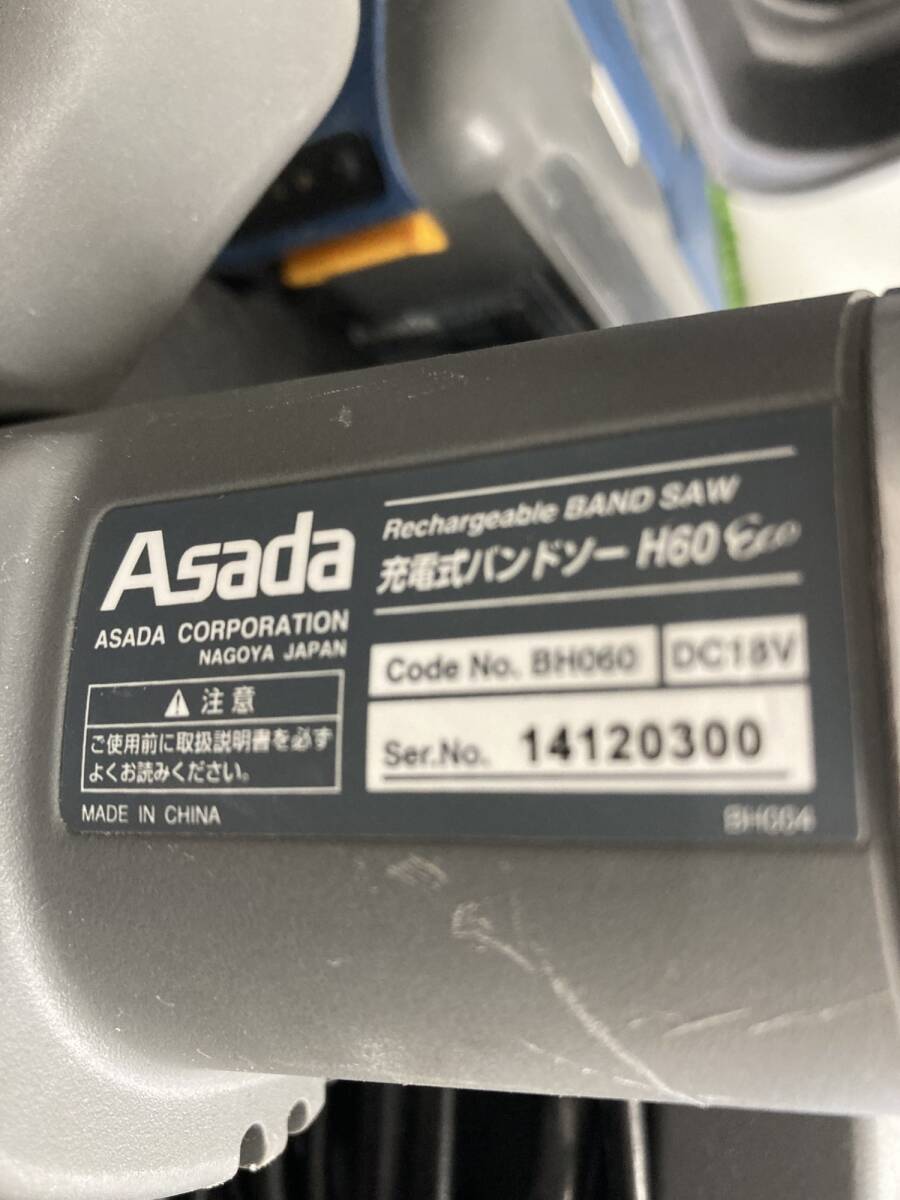 Asada
ASADA CORPORATION
NAGOYA JAPAN
⚠ 注意
ご使用前に取扱説明書を必ず
よくお読みください。
MADE IN CHINA
Rechargeable BAND SAW
充電式バンドソー H60 Eco
Code No. BH060
DC18V
Ser.No. 14120300